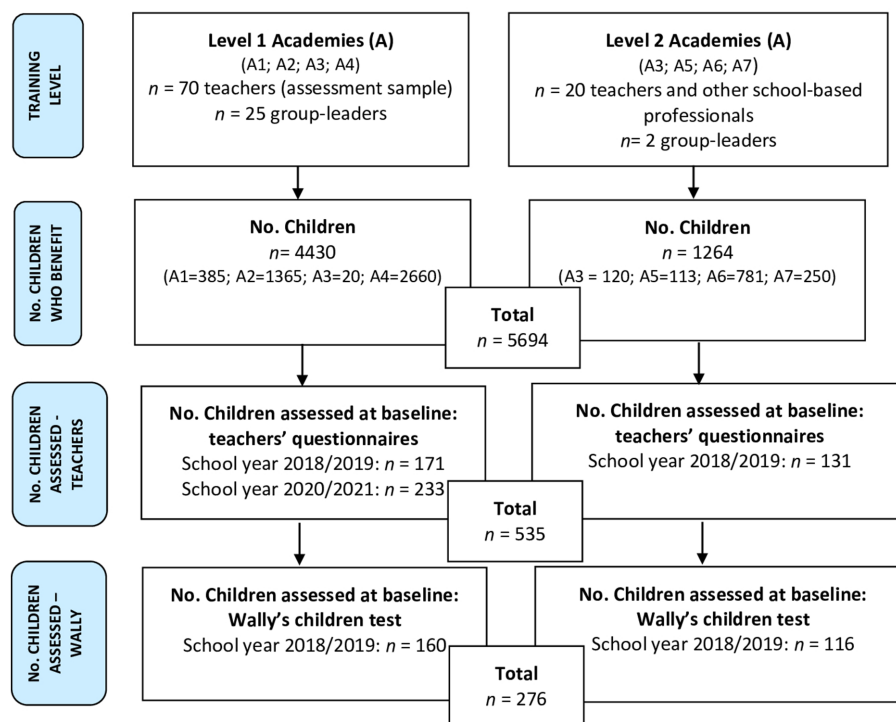 TRAINING
LEVEL
Level 1 Academies (A)
(A1; A2; A3; A4)
n = 70 teachers (assessment sample)
n = 25 group-leaders
Level 2 Academies (A)
(A3; A5; A6; A7)
n = 20 teachers and other school-based
professionals
n= 2 group-leaders
No. CHILDREN
WHO BENEFIT
No. Children
n= 4430
(A1=385; A2=1365; A3=20; A4=2660)
No. Children
n = 1264
(A3 = 120; A5=113; A6=781; A7=250)
Total
n = 5694
No. CHILDREN
ASSESSED -
TEACHERS
No. Children assessed at baseline:
teachers’ questionnaires
School year 2018/2019: n = 171
School year 2020/2021: n = 233
No. Children assessed at baseline:
teachers’ questionnaires
School year 2018/2019: n = 131
Total
n = 535
No. CHILDREN
ASSESSED –
WALLY
No. Children assessed at baseline:
Wally’s children test
School year 2018/2019: n = 160
No. Children assessed at baseline:
Wally’s children test
School year 2018/2019: n = 116
Total
n = 276